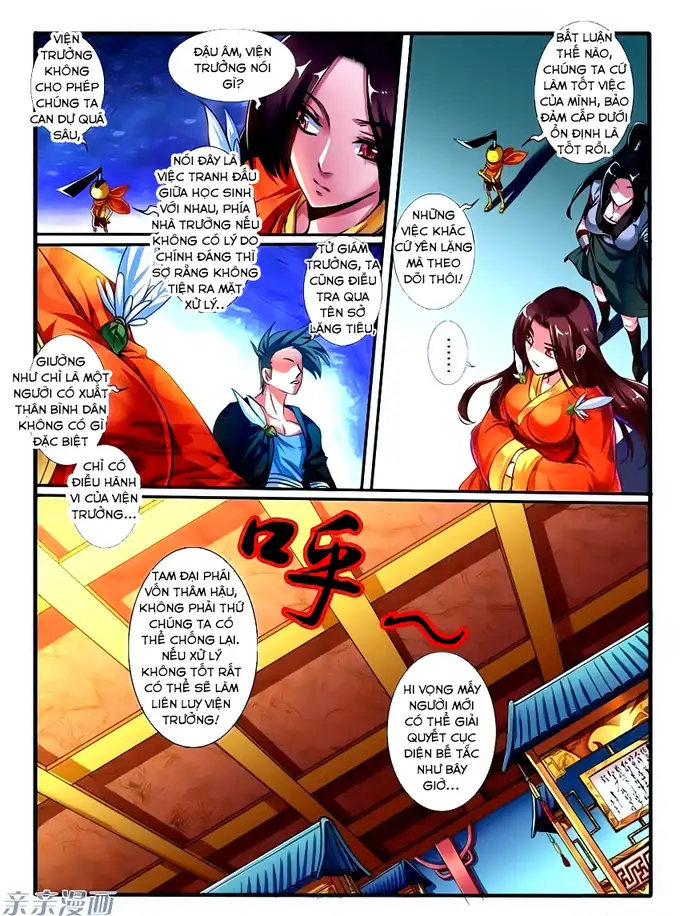 VIỆN
TRƯỞNG
KHÔNG
CHO PHÉP
CHÚNG TA
CAN DỰ QUÁ
SÂU,
ĐẬU ÂM, VIỆN
TRƯỞNG NÓI
GÌ?
NÓI ĐÂY LÀ
VIỆC TRANH ĐẤU
GIỮA HỌC SINH
VỚI NHAU, PHÍA
NHÀ TRƯỜNG NẾU
KHÔNG CÓ LÝ DO
CHÍNH ĐÁNG THÌ
SỢ RẰNG KHÔNG
TIỆN RA MẶT
XỬ LÝ..
BẤT LUẬN
THẾ NÀO,
CHÚNG TA CỨ
LÀM TỐT VIỆC
CỦA MÌNH, BẢO
ĐẢM CẤP DƯỚI
ỔN ĐỊNH LÀ
TỐT RỒI.
NHỮNG
VIỆC KHÁC
CỨ YÊN LẶNG
MÀ THEO
DÕI THÔI!
......
TỬ GIÁM
TRƯỞNG, TA
CŨNG ĐIỀU
TRA QUA
TÊN SỞ
LĂNG TIÊU,
GIƯỜNG
NHƯ CHỈ LÀ MỘT
NGƯỜI CÓ XUẤT
THÂN BÌNH DÂN
KHÔNG CÓ GÌ
ĐẶC BIỆT
CHỈ CÓ
ĐIỀU HÀNH
VI CỦA VIỆN
TRƯỞNG...
呼~
TAM ĐẠI PHÁI
VỐN THÂM HẬU,
KHÔNG PHẢI THỨ
CHÚNG TA CÓ
THỂ CHỐNG LẠI.
NẾU XỬ LÝ
KHÔNG TỐT RẤT
CÓ THỂ SẼ LÀM
LIÊN LUỴ VIỆN
TRƯỞNG!
HI VỌNG MẤY
NGƯỜI MỚI
CÓ THỂ GIẢI
QUYẾT CỤC
DIỆN BẾ TẮC
NHƯ BÂY
GIỜ...
亲亲漫画